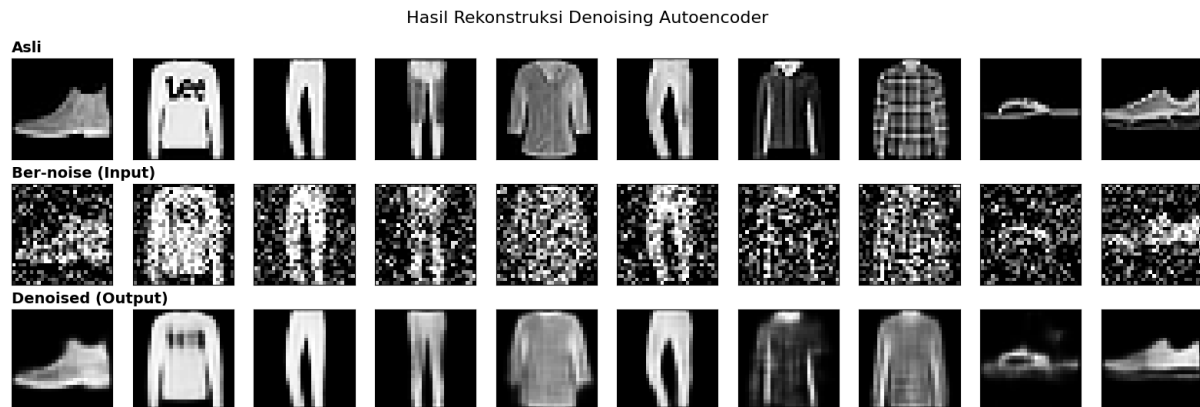 Hasil Rekonstruksi Denoising Autoencoder
Asli
Lee
Ber-noise (Input)
Denoised (Output)